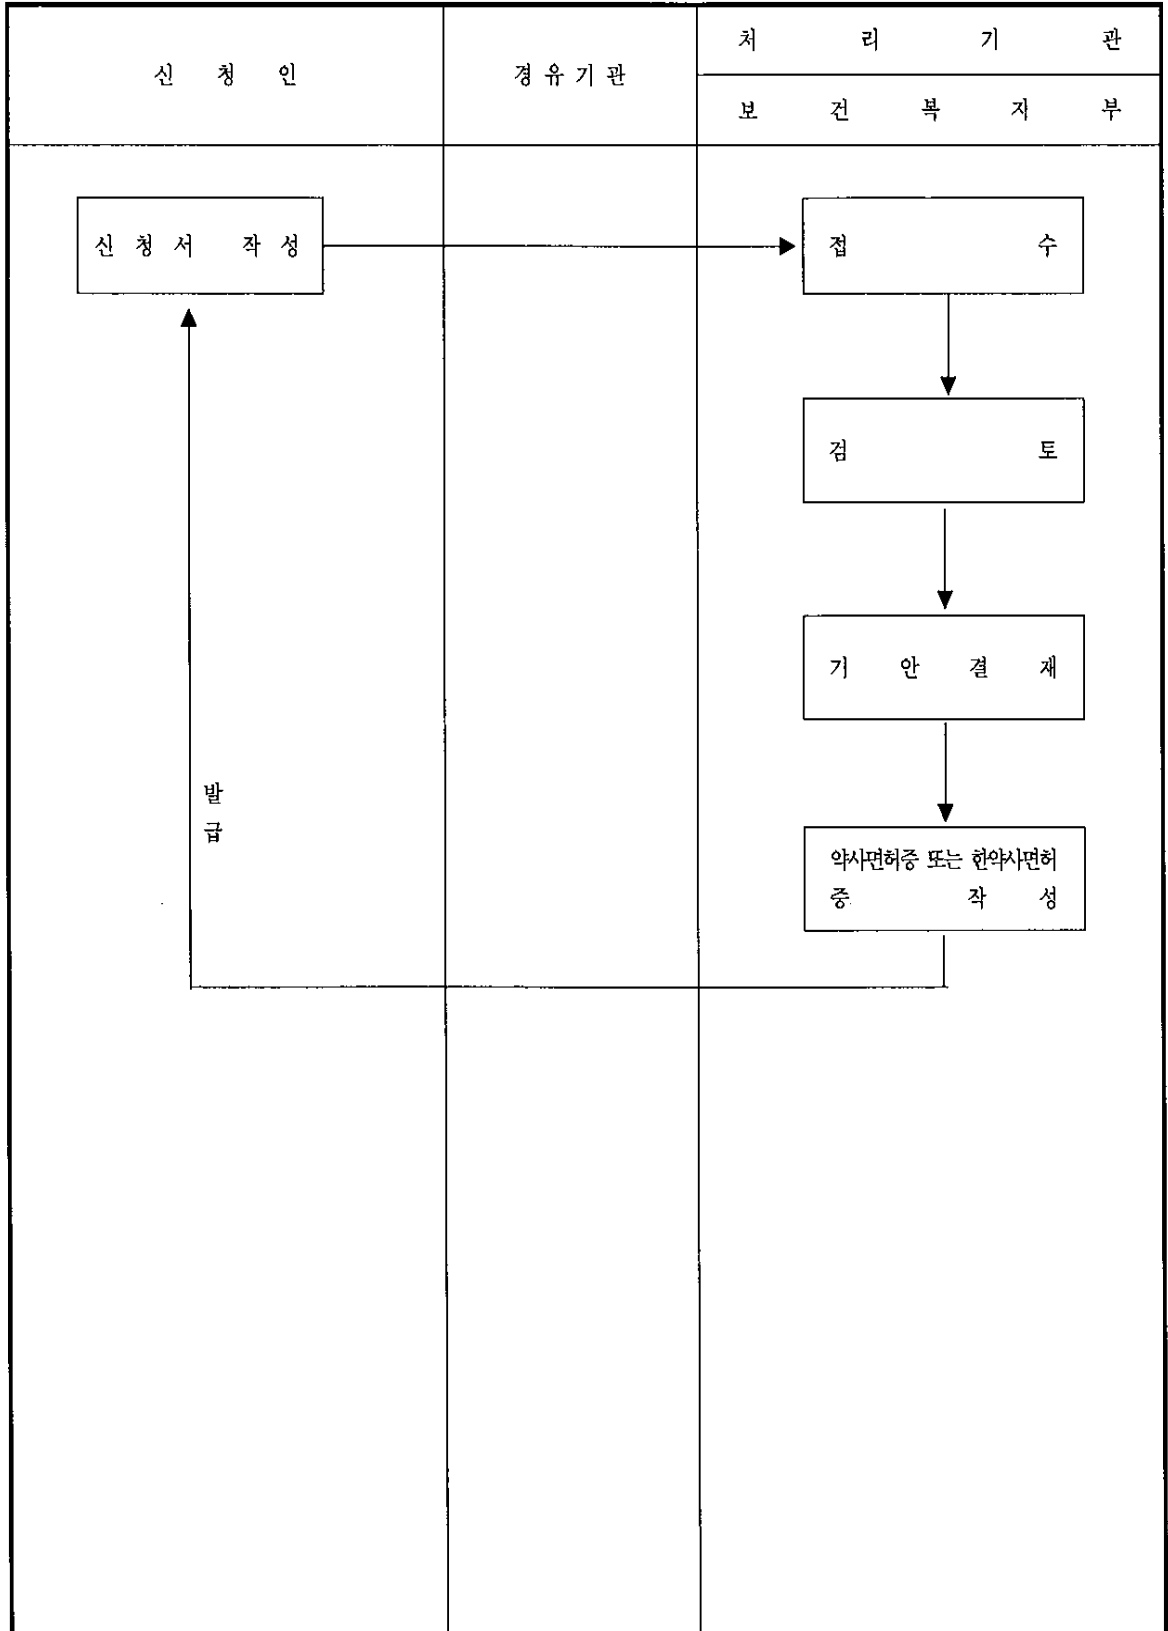 처 리 기 관
신 청 인
경 유 기 관
보 건 복 지 부
신 청 서 작 성
접 수
검 토
기 안 결 재
발
급
약사면허증 또는 한약사면허
증 작 성